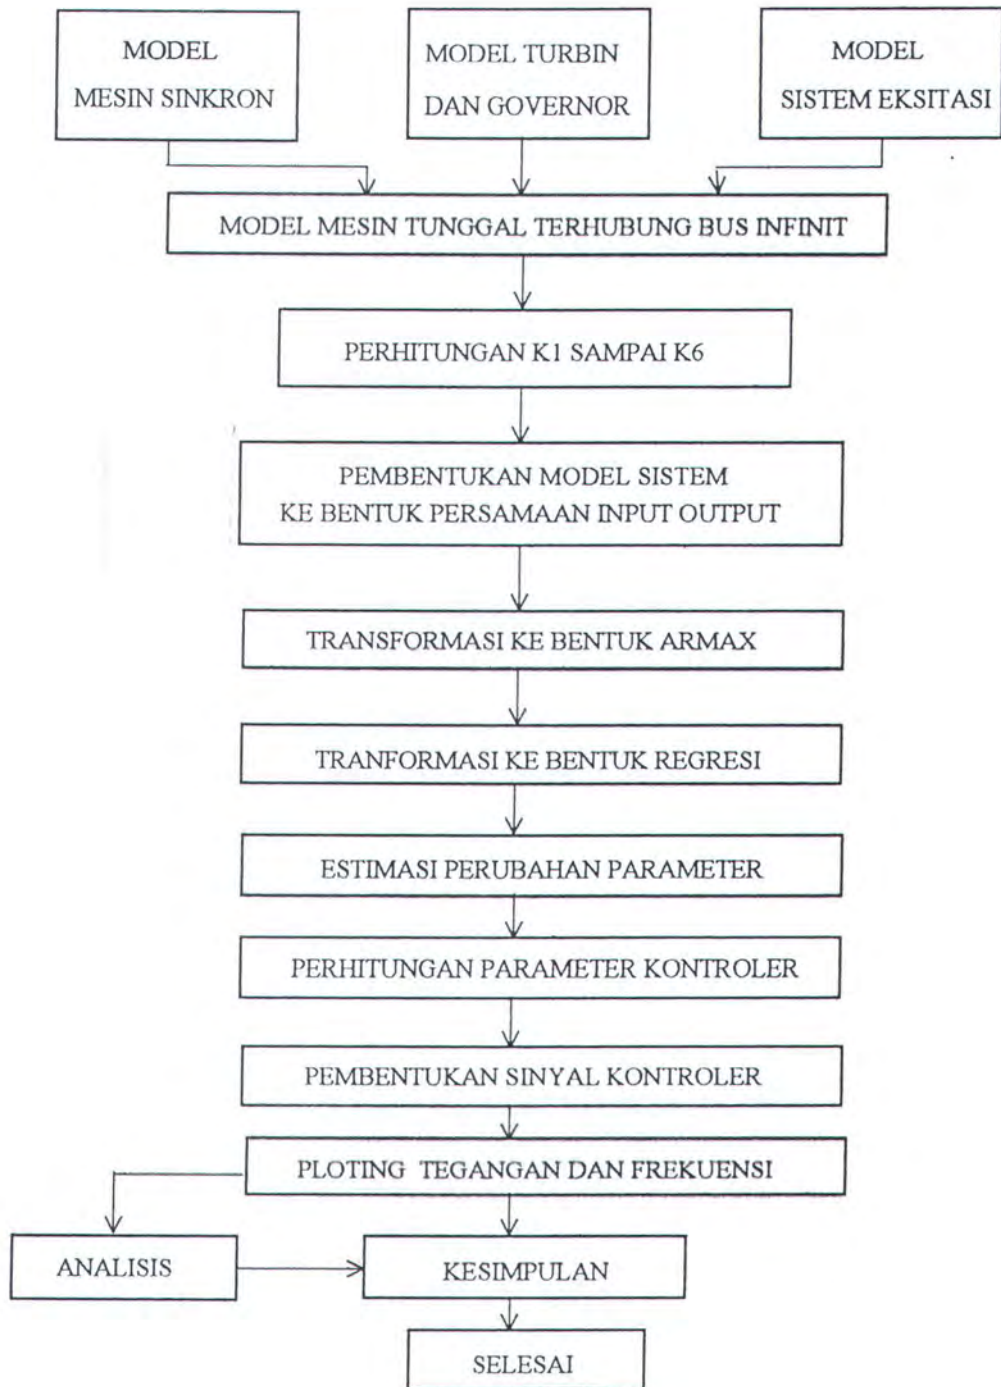 MODEL
MESIN SINKRON
MODEL TURBIN
DAN GOVERNOR
MODEL
SISTEM EKSITASI
MODEL MESIN TUNGGAL TERHUBUNG BUS INFINIT
PERHITUNGAN K1 SAMPAI K6
PEMBENTUKAN MODEL SISTEM
KE BENTUK PERSAMAAN INPUT OUTPUT
TRANSFORMASI KE BENTUK ARMAX
TRANFORMASI KE BENTUK REGRESI
ESTIMASI PERUBAHAN PARAMETER
PERHITUNGAN PARAMETER KONTROLER
PEMBENTUKAN SINYAL KONTROLER
PLOTING TEGANGAN DAN FREKUENSI
ANALISIS
KESIMPULAN
SELESAI